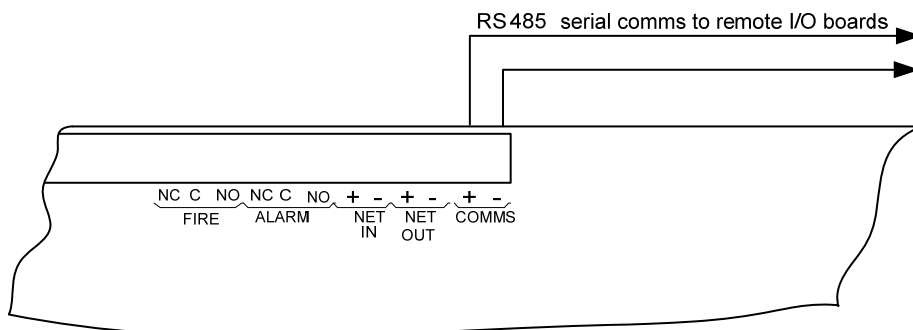 RS485 serial comms to remote I/O boards
NC C NO NC C NO + - + - + -
FIRE ALARM NET IN NET OUT COMMS